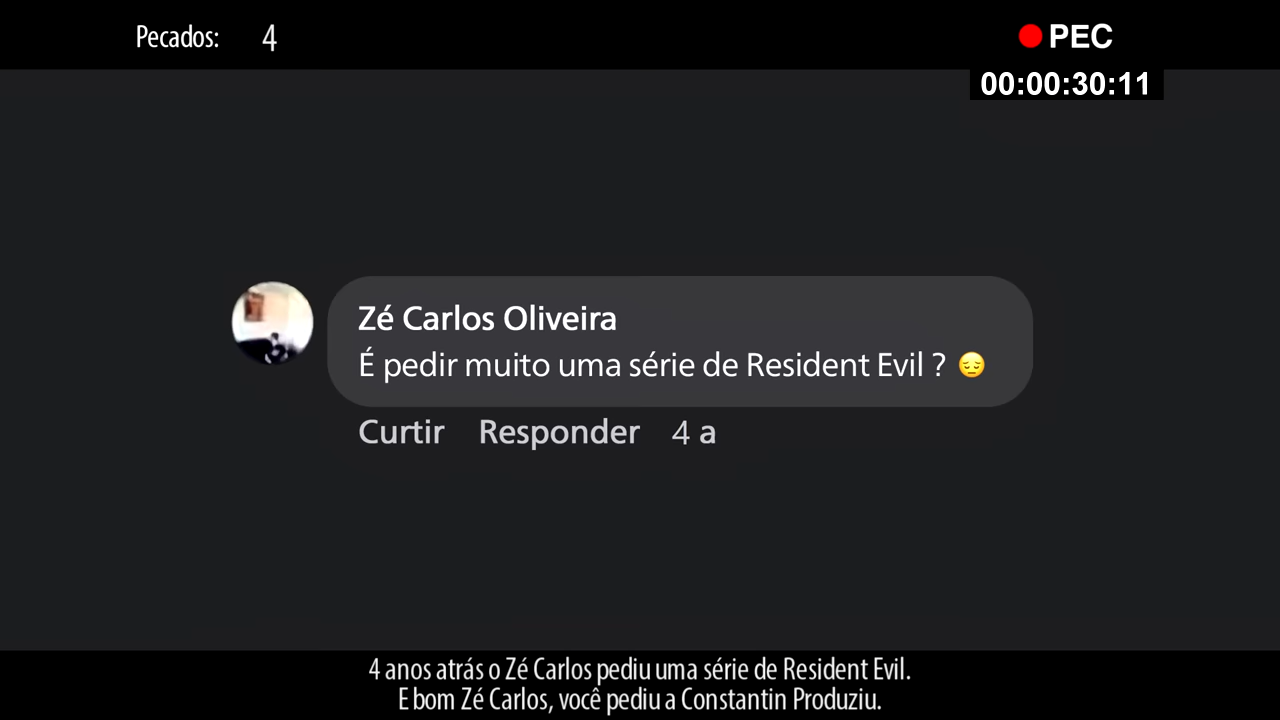 Pecados: 4
PEC
00:00:30:11
Zé Carlos Oliveira
É pedir muito uma série de Resident Evil ? 😔
Curtir Responder 4 a
4 anos atrás o Zé Carlos pediu uma série de Resident Evil.
E bom Zé Carlos, você pediu a Constantin Produziu.